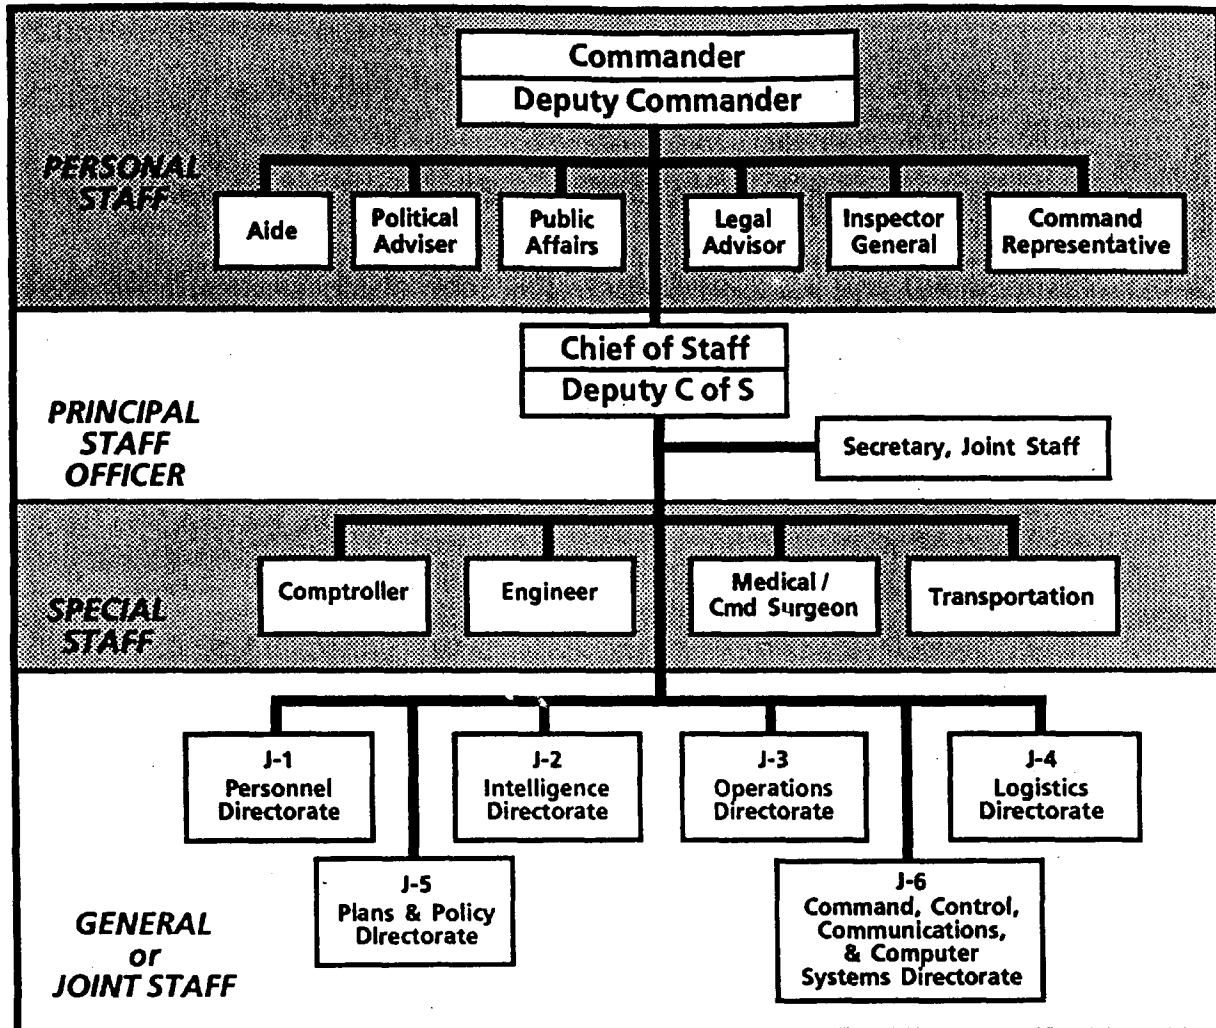 Commander
Deputy Commander
PERSONAL
STAFF
Aide
Political
Adviser
Public
Affairs
Legal
Advisor
Inspector
General
Command
Representative
Chief of Staff
Deputy C of S
PRINCIPAL
STAFF
OFFICER
Secretary, Joint Staff
SPECIAL
STAFF
Comptroller
Engineer
Medical /
Cmd Surgeon
Transportation
J-1
Personnel
Directorate
J-2
Intelligence
Directorate
J-3
Operations
Directorate
J-4
Logistics
Directorate
GENERAL
or
JOINT STAFF
J-5
Plans & Policy
Directorate
J-6
Command, Control,
Communications,
& Computer
Systems Directorate